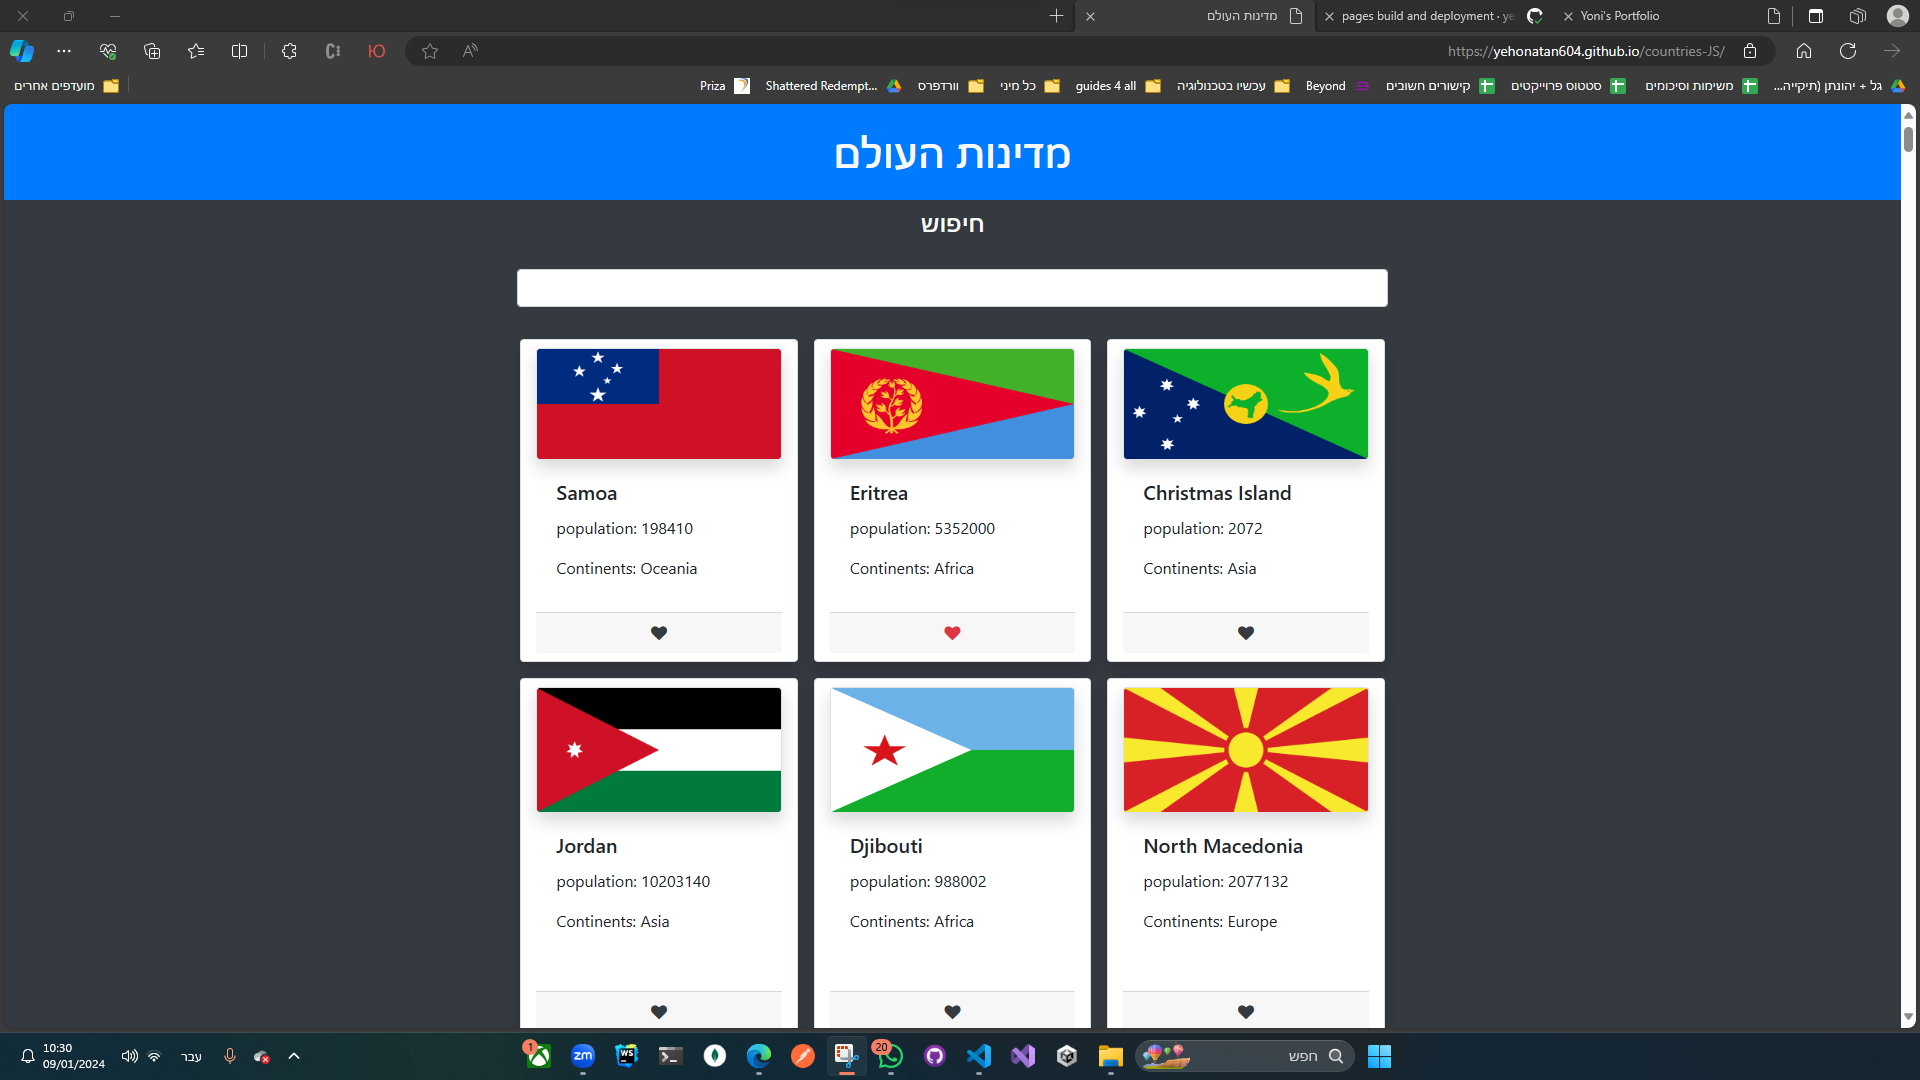 Yoni's Portfolio
pages build and deployment · ye
מדינות העולם
https://yehonatan604.github.io/countries-JS/
גל + יהונתן (תיקייה...
משימות וסיכומים
סטטוס פרוייקטים
קישורים חשובים
Beyond
עכשיו בטכנולוגיה
guides 4 all
כל מיני
וורדפרס
Shattered Redempt...
Priza
מועדפים אחרים
מדינות העולם
חיפוש
Samoa
population: 198410
Continents: Oceania
Eritrea
population: 5352000
Continents: Africa
Christmas Island
population: 2072
Continents: Asia
Jordan
population: 10203140
Continents: Asia
Djibouti
population: 988002
Continents: Africa
North Macedonia
population: 2077132
Continents: Europe
חפש
20
WS
zm
1
עבר
10:30
09/01/2024